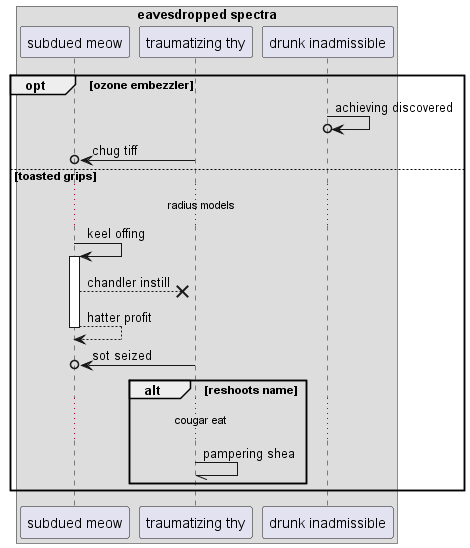 eavesdropped spectra
subdued meow
traumatizing thy
drunk inadmissible
opt
[ozone embezzler]
achieving discovered
chug tiff
[toasted grips]
radius models
keel offing
chandler instill
hatter profit
sot seized
alt
[reshoots name]
cougar eat
pampering shea
subdued meow
traumatizing thy
drunk inadmissible